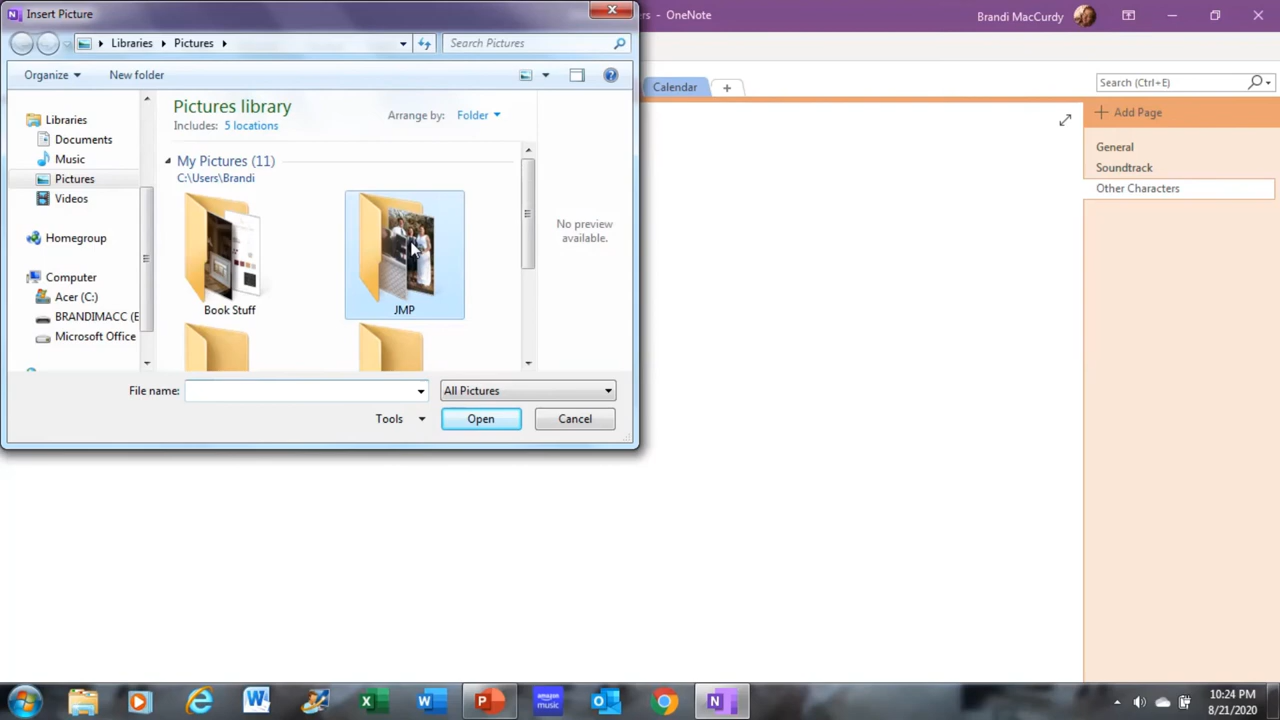 Insert Picture
rs - OneNote
Brandi MacCurdy
Libraries
Pictures
Search Pictures
Organize
New folder
Calendar
Search (Ctrl+E)
Libraries
Documents
Music
Pictures
Videos
Homegroup
Computer
Acer (C:)
BRANDIMACC (E
Microsoft Office
Pictures library
Includes: 5 locations
Arrange by: Folder
My Pictures (11)
C:\Users\Brandi
Book Stuff
JMP
No preview
available.
File name:
All Pictures
Tools
Open
Cancel
Add Page
General
Soundtrack
Other Characters
amazon
music
10:24 PM
8/21/2020